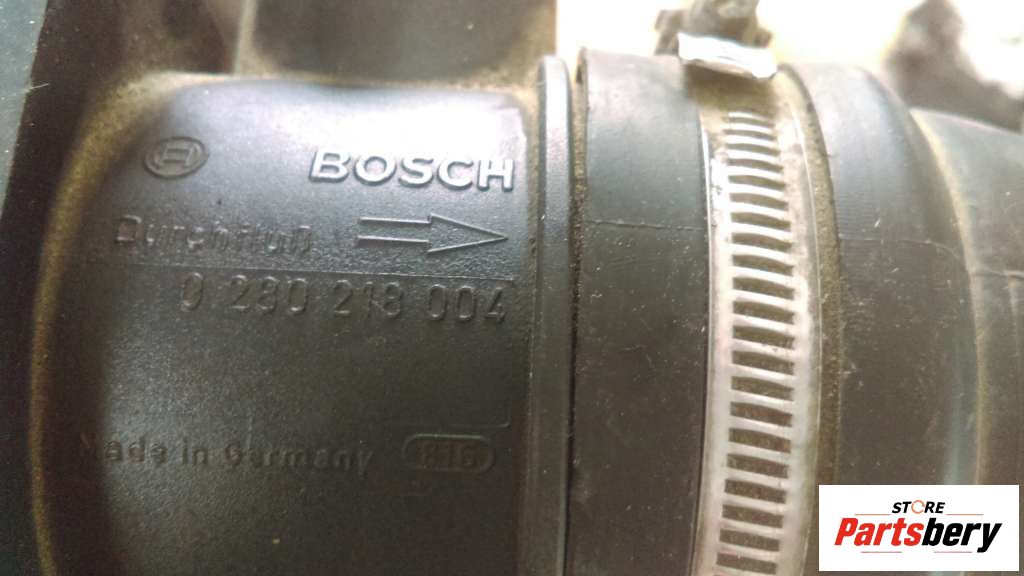 BOSCH
Durchfluß
0 280 218 004
Made in Germany
STORE
Partsbery